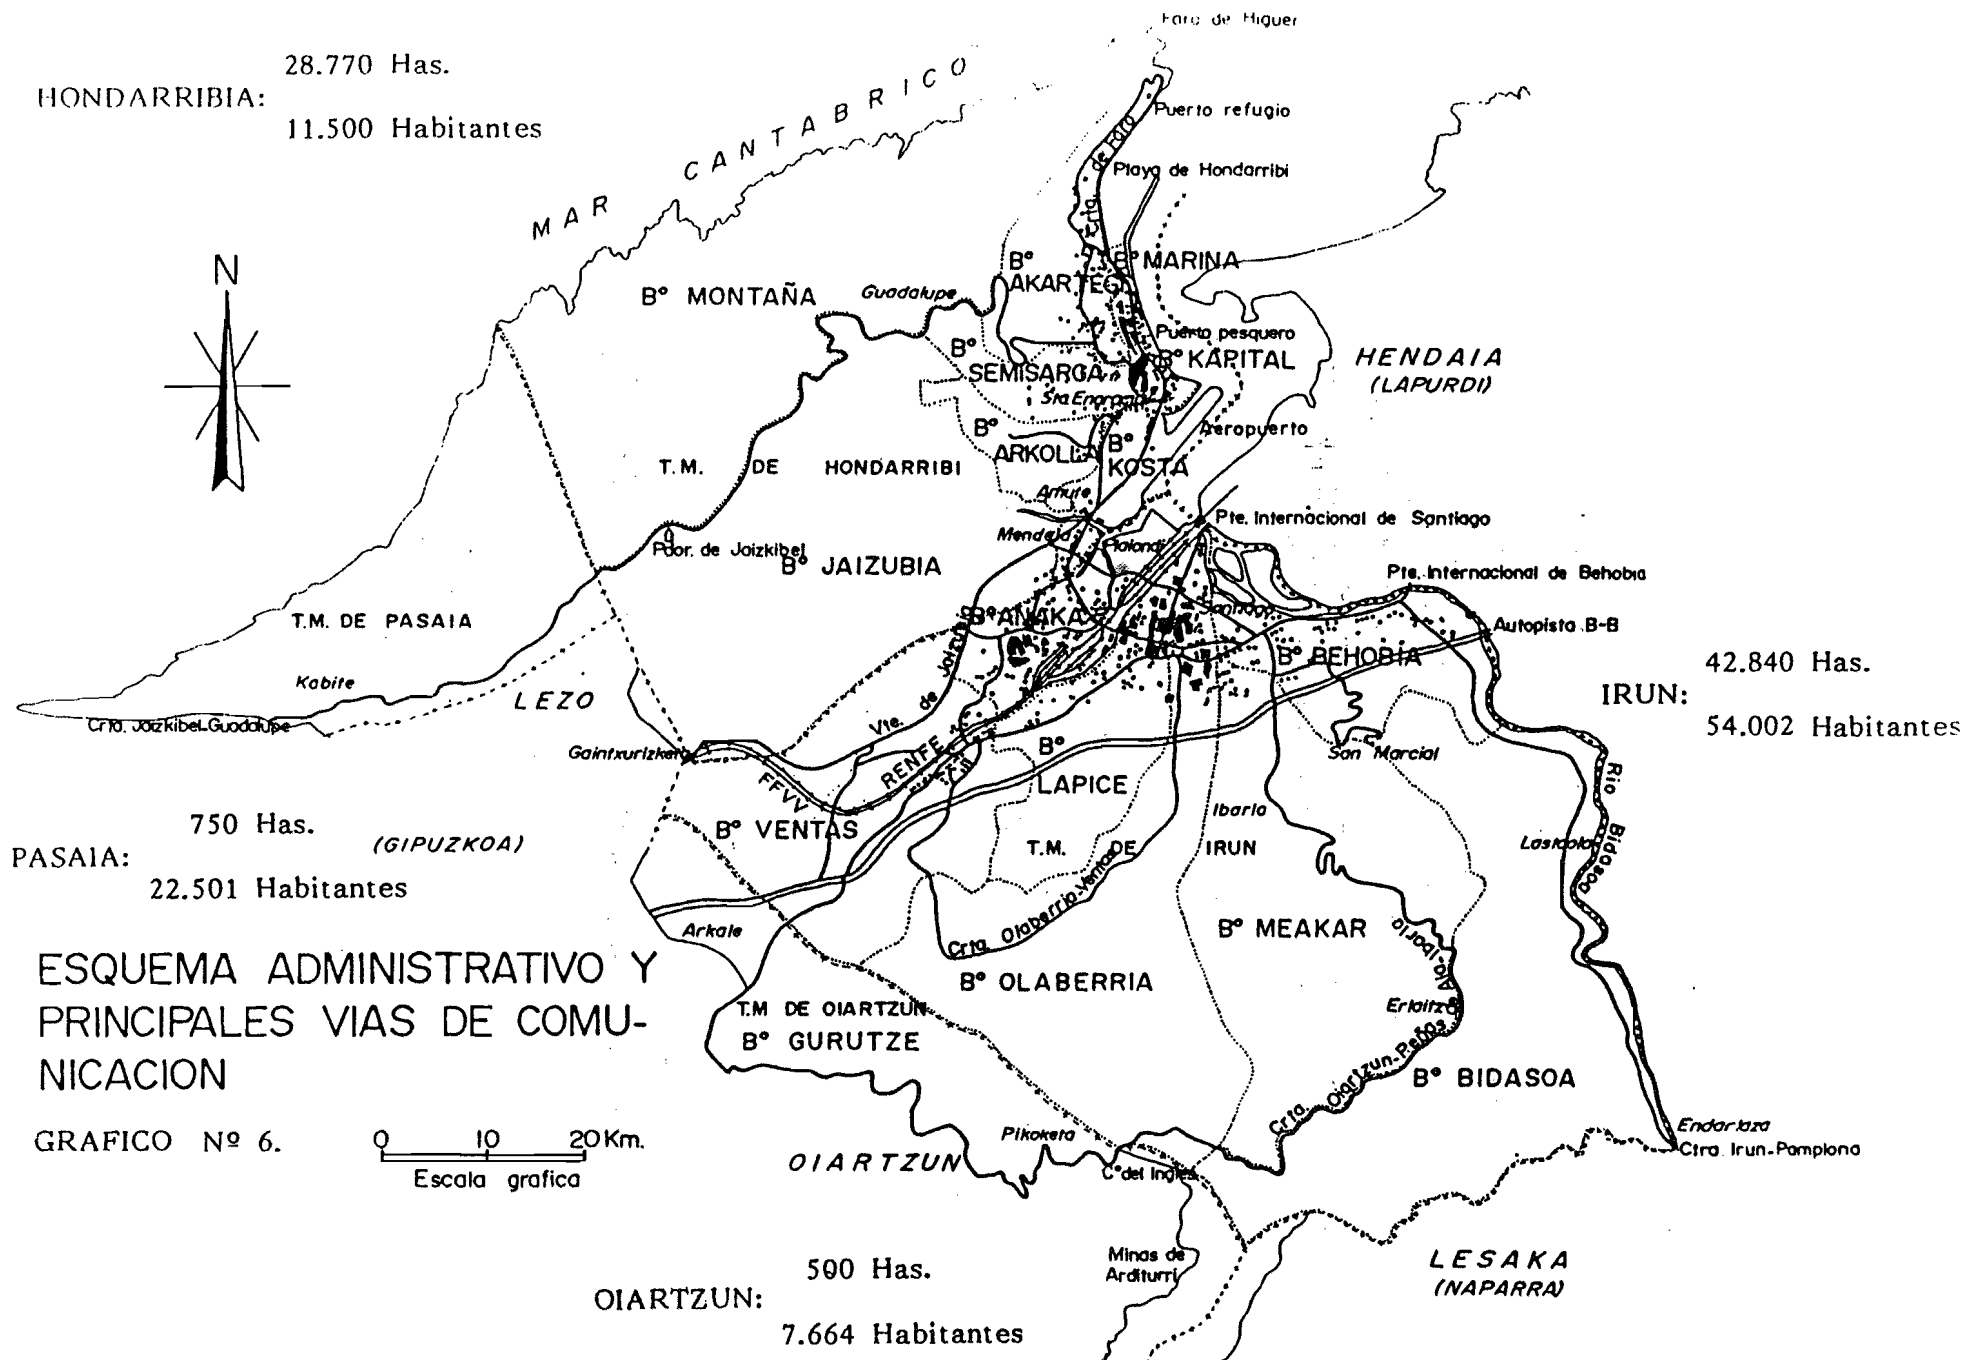 Faro de Higuer
28.770 Has.
HONDARRIBIA:
11.500 Habitantes
MAR CANTABRICO
Puerto refugio
Crta. de Faro
Playa de Hondarribi
N
Bº MARINA
Bº
AKARTEGI
Bº MONTAÑA
Guadalupe
Puerto pesquero
Bº KAPITAL
HENDAIA
(LAPURDI)
Bº
SEMISARGA
Aeropuerto
Bº
ARKOLLA
Bº
KOSTA
T.M. DE HONDARRIBI
Amute
Pte. Internacional de Santiago
Mendelu
Pdor. de Jaizkibel
Bº JAIZUBIA
Pte. Internacional de Behobia
Santiago
T.M. DE PASAIA
Bº ANAKA
Autopista B-B
Bº BEHOBIA
42.840 Has.
IRUN:
54.002 Habitantes
Kabite
LEZO
Crta. Jaizkibel-Guadalupe
Vte. de Jaizubia
Gaintxurizketa
RENFE
FFVV
Bº
LAPICE
San Marcial
Rio Bidasoa
Ibarla
750 Has.
PASAIA:
22.501 Habitantes
(GIPUZKOA)
Bº VENTAS
T.M. DE IRUN
Lastaola
Crta. Olaberria-Ventas
Arkale
Bº MEAKAR
ESQUEMA ADMINISTRATIVO Y
PRINCIPALES VIAS DE COMU-
NICACION
Bº OLABERRIA
T.M DE OIARTZUN
Bº GURUTZE
Erlaitz
Crta. Oiartzun-Peñas
Bº BIDASOA
GRAFICO Nº 6.
0 10 20 Km.
Escala grafica
Pikoketa
OIARTZUN
Cº del Ingles
Endarlaza
Ctra. Irun-Pamplona
Minas de
Arditurri
LESAKA
(NAPARRA)
500 Has.
OIARTZUN:
7.664 Habitantes